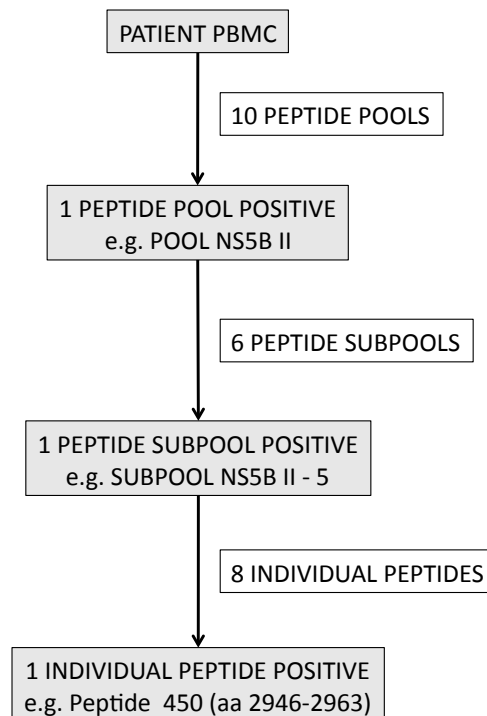 PATIENT PBMC
10 PEPTIDE POOLS
1 PEPTIDE POOL POSITIVE
e.g. POOL NS5B II
6 PEPTIDE SUBPOOLS
1 PEPTIDE SUBPOOL POSITIVE
e.g. SUBPOOL NS5B II - 5
8 INDIVIDUAL PEPTIDES
1 INDIVIDUAL PEPTIDE POSITIVE
e.g. Peptide 450 (aa 2946-2963)